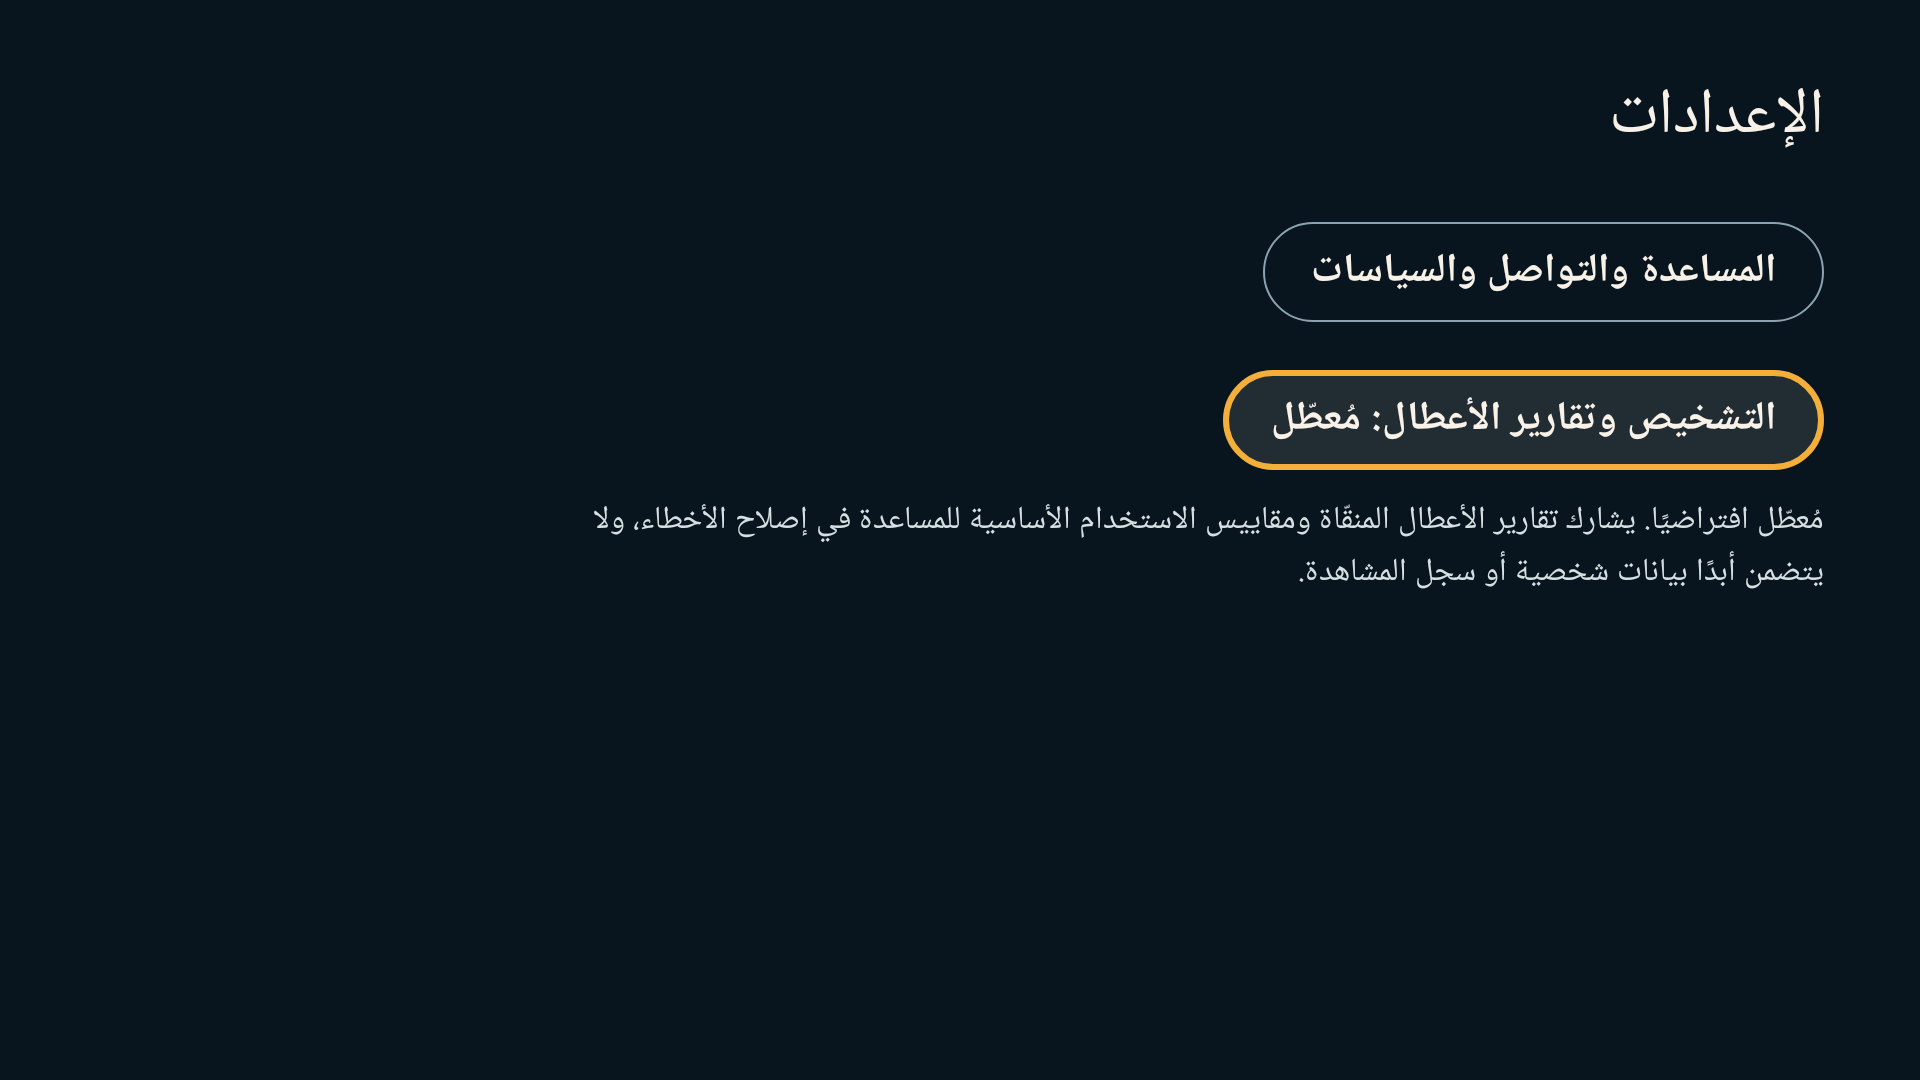 الإعدادات
المساعدة والتواصل والسياسات
التشخيص وتقارير الأعطال: مُعطّل
مُعطّل افتراضيًا. يشارك تقارير الأعطال المنقّاة ومقاييس الاستخدام الأساسية للمساعدة في إصلاح الأخطاء، ولا
يتضمن أبدًا بيانات شخصية أو سجل المشاهدة.